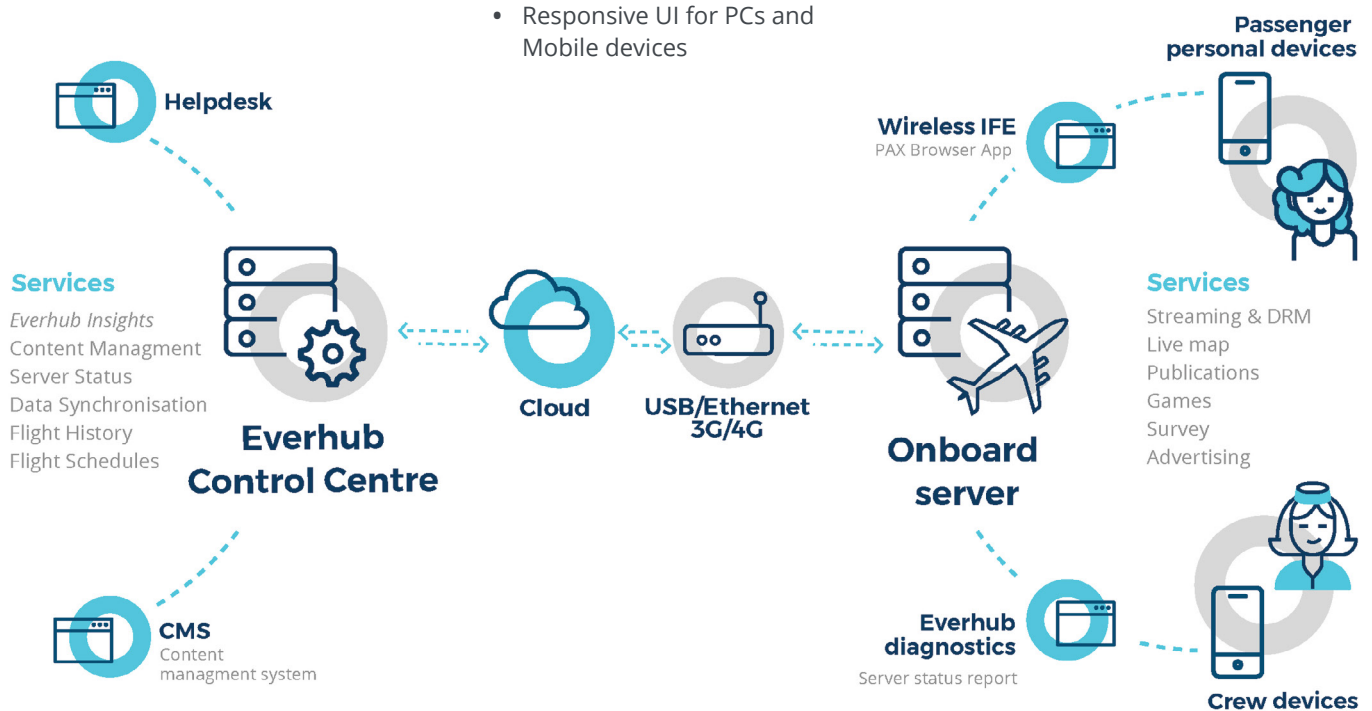 • Responsive UI for PCs and
Mobile devices
Helpdesk
Services
Everhub Insights
Content Managment
Server Status
Data Synchronisation
Flight History
Flight Schedules
Everhub
Control Centre
CMS
Content
managment system
Cloud
USB/Ethernet
3G/4G
Wireless IFE
PAX Browser App
Passenger
personal devices
Onboard
server
Services
Streaming & DRM
Live map
Publications
Games
Survey
Advertising
Everhub
diagnostics
Server status report
Crew devices